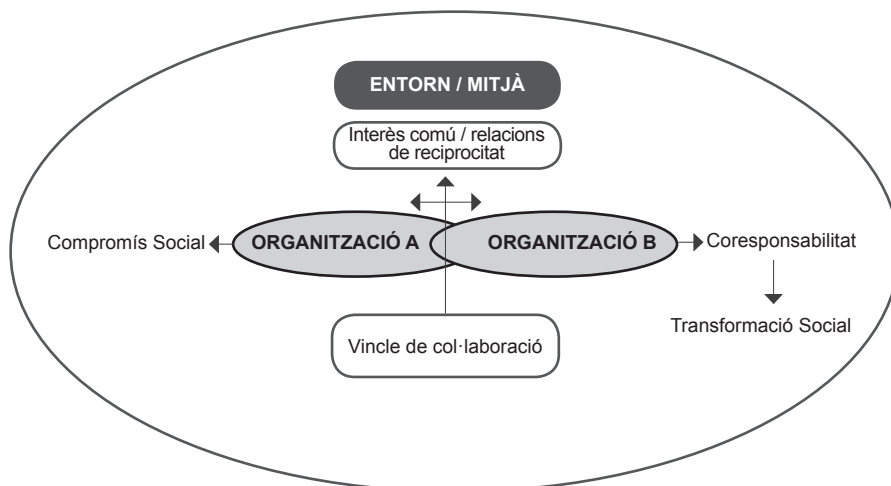 ENTORN / MITJÀ
Interès comú / relacions
de reciprocitat
Compromís Social
ORGANITZACIÓ A
ORGANITZACIÓ B
Coresponsabilitat
Transformació Social
Vincle de col·laboració